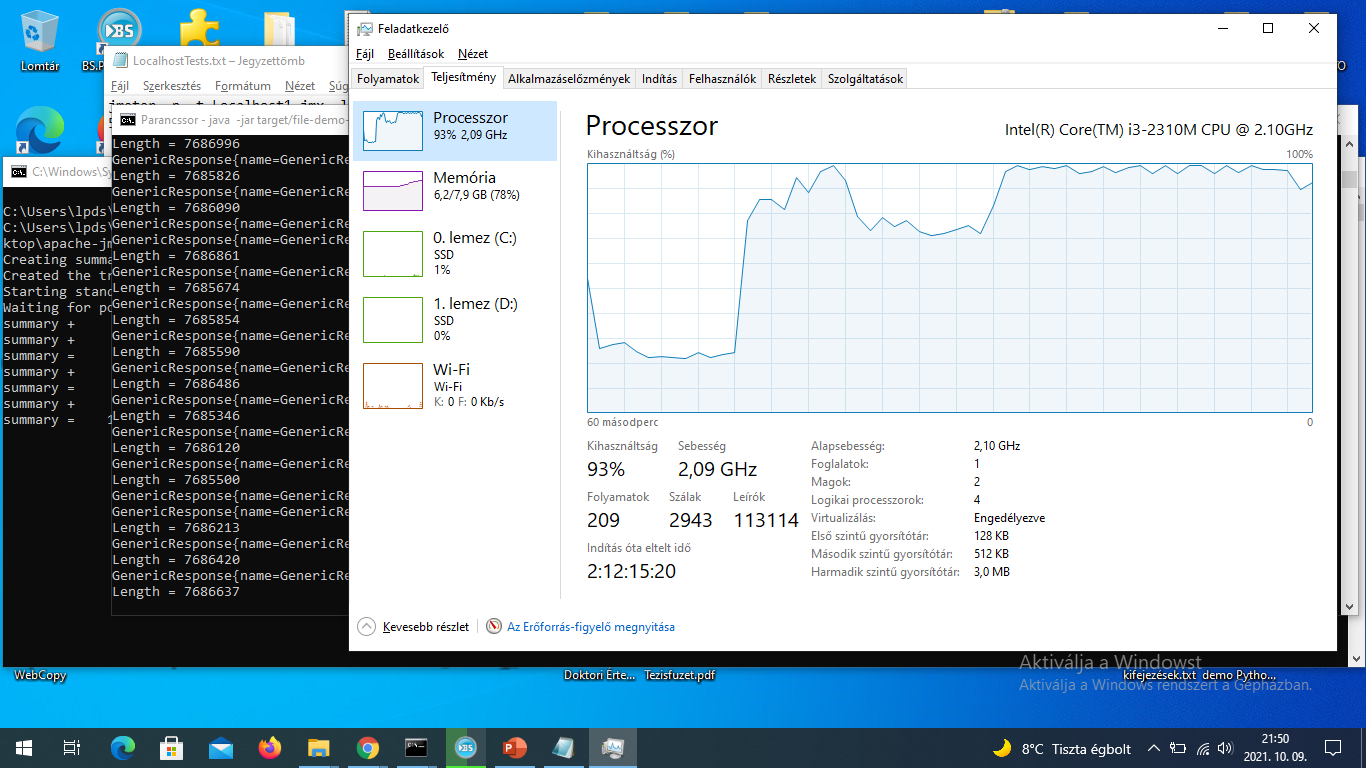 Lomtár
LocalhostTests.txt – Jegyzettömb
Fájl Szerkesztés Formátum Nézet
Parancssor - java -jar target/file-demo-
Length = 7686996
GenericResponse{name=GenericRe
Length = 7685826
GenericResponse{name=GenericRe
Length = 7686090
GenericResponse{name=GenericRe
GenericResponse{name=GenericRe
Length = 7686861
GenericResponse{name=GenericRe
Length = 7685674
GenericResponse{name=GenericRe
Length = 7685854
GenericResponse{name=GenericRe
Length = 7685590
GenericResponse{name=GenericRe
Length = 7686486
GenericResponse{name=GenericRe
Length = 7685346
GenericResponse{name=GenericRe
Length = 7686120
GenericResponse{name=GenericRe
Length = 7685500
GenericResponse{name=GenericRe
GenericResponse{name=GenericRe
Length = 7686213
GenericResponse{name=GenericRe
Length = 7686420
GenericResponse{name=GenericRe
Length = 7686637
C:\Windows\Sy
C:\Users\lpds\
C:\Users\lpds\
ktop\apache-jm
Creating summa
Created the tr
Starting stand
Waiting for po
summary +
summary +
summary =
summary +
summary =
summary +
summary = 1
Feladatkezelő
Fájl Beállítások Nézet
Folyamatok Teljesítmény Alkalmazáselőzmények Indítás Felhasználók Részletek Szolgáltatások
Processzor
93% 2,09 GHz
Memória
6,2/7,9 GB (78%)
0. lemez (C:)
SSD
1%
1. lemez (D:)
SSD
0%
Wi-Fi
Wi-Fi
K: 0 F: 0 Kb/s
Processzor
Intel(R) Core(TM) i3-2310M CPU @ 2.10GHz
Kihasználtság (%) 100%
60 másodperc 0
Kihasználtság Sebesség
93% 2,09 GHz
Folyamatok Szálak Leírók
209 2943 113114
Indítás óta eltelt idő
2:12:15:20
Alapsebesség: 2,10 GHz
Foglalatok: 1
Magok: 2
Logikai processzorok: 4
Virtualizálás: Engedélyezve
Első szintű gyorsítótár: 128 KB
Második szintű gyorsítótár: 512 KB
Harmadik szintű gyorsítótár: 3,0 MB
Kevesebb részlet
Az Erőforrás-figyelő megnyitása
WebCopy
Doktori Érte...
Tezisfuzet.pdf
kifejezések.txt
demo Pytho...
Aktiválja a Windowst
Aktiválja a Windows rendszert a Gépházban.
8°C Tiszta égbolt
21:50
2021. 10. 09.